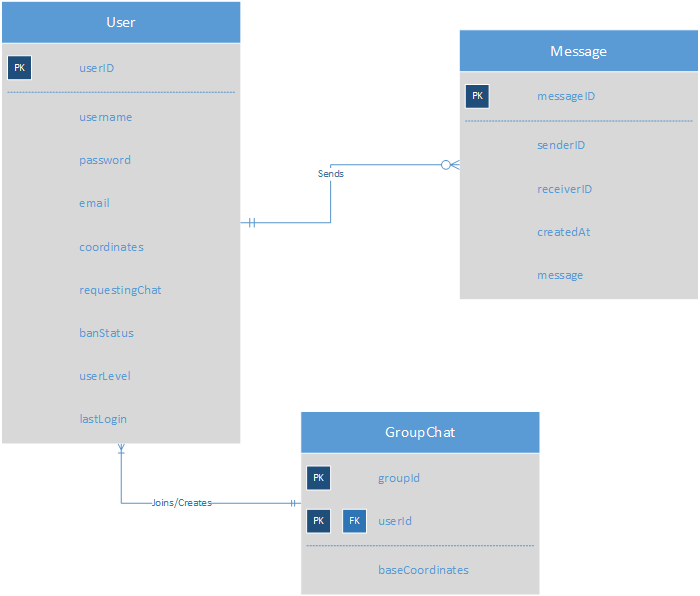 User
PK userID
username
password
email
coordinates
requestingChat
banStatus
userLevel
lastLogin
Sends
Message
PK messageID
senderID
receiverID
createdAt
message
Joins/Creates
GroupChat
PK groupId
PK FK userId
baseCoordinates